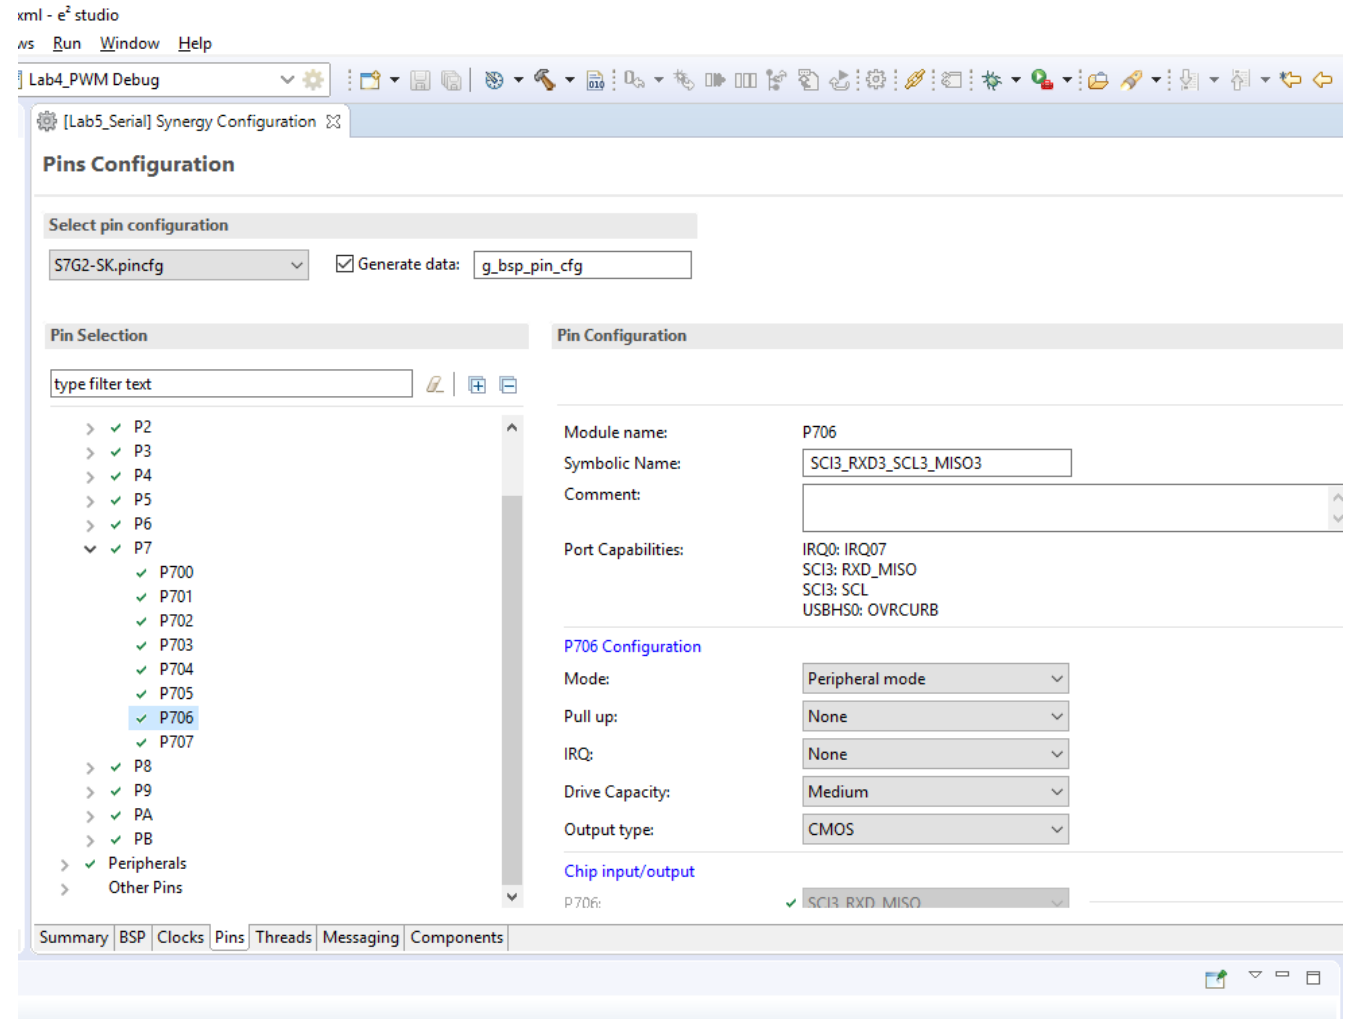 xml - e² studio
ws Run Window Help
Lab4_PWM Debug
010
[Lab5_Serial] Synergy Configuration
Pins Configuration
Select pin configuration
S7G2-SK.pincfg Generate data: g_bsp_pin_cfg
Pin Selection Pin Configuration
type filter text
P2
P3
P4
P5
P6
P7
P700
P701
P702
P703
P704
P705
P706
P707
P8
P9
PA
PB
Peripherals
Other Pins
Module name: P706
Symbolic Name: SCI3_RXD3_SCL3_MISO3
Comment:
Port Capabilities: IRQ0: IRQ07
SCI3: RXD_MISO
SCI3: SCL
USBHS0: OVRCURB
P706 Configuration
Mode: Peripheral mode
Pull up: None
IRQ: None
Drive Capacity: Medium
Output type: CMOS
Chip input/output
P706: SCI3_RXD_MISO
Summary BSP Clocks Pins Threads Messaging Components